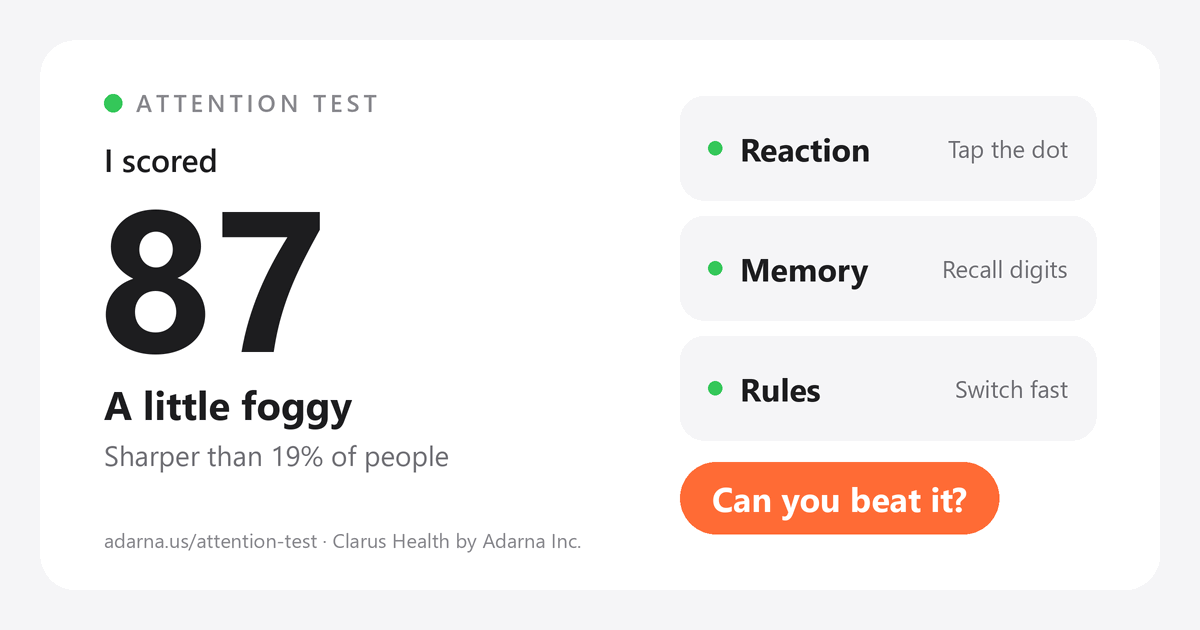 ATTENTION TEST
I scored
87
A little foggy
Sharper than 19% of people
adarna.us/attention-test · Clarus Health by Adarna Inc.
Reaction Tap the dot
Memory Recall digits
Rules Switch fast
Can you beat it?